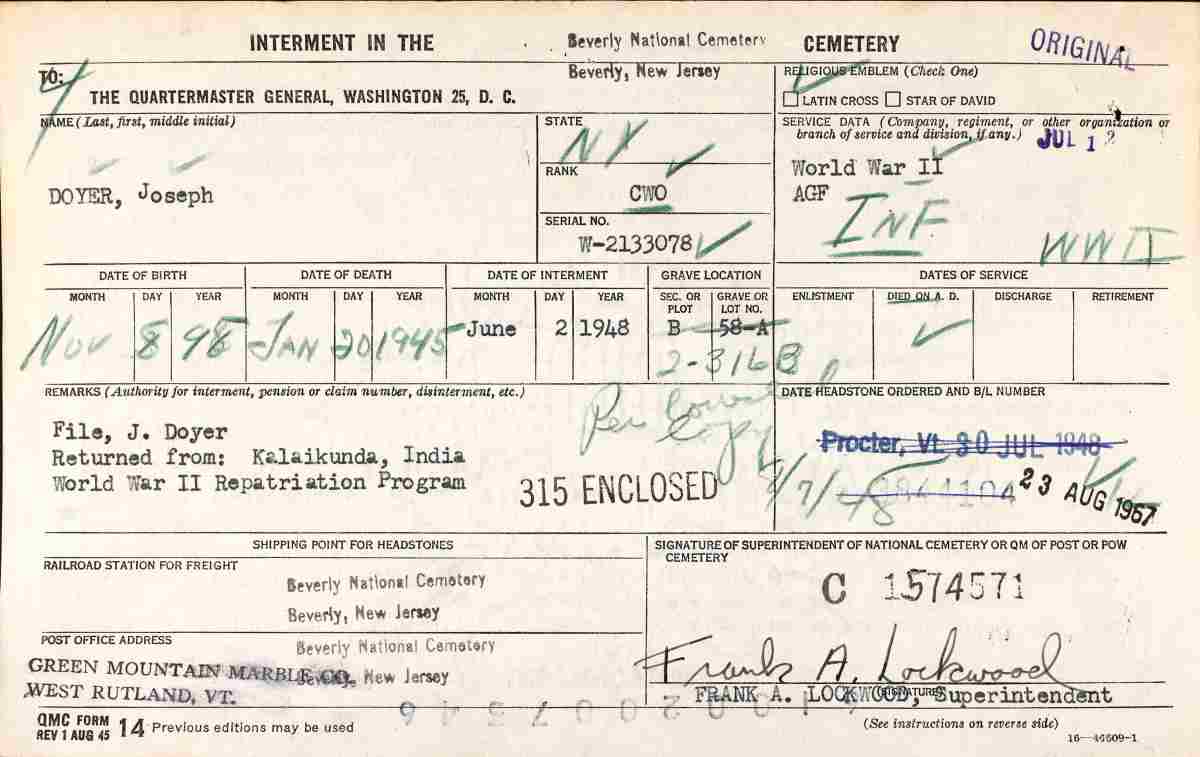 INTERMENT IN THE Beverly National Cemetery CEMETERY ORIGINAL
Beverly, New Jersey
TO:
THE QUARTERMASTER GENERAL, WASHINGTON 25, D. C.
RELIGIOUS EMBLEM (Check One)
LATIN CROSS STAR OF DAVID
NAME (Last, first, middle initial)
DOYER, Joseph
STATE
NY
RANK
CWO
SERIAL NO.
W-2133078
SERVICE DATA (Company, regiment, or other organization or
branch of service and division, if any.)
JUL 12
World War II
AGF
INF
WW II
DATE OF BIRTH DATE OF DEATH DATE OF INTERMENT GRAVE LOCATION DATES OF SERVICE
MONTH DAY YEAR MONTH DAY YEAR MONTH DAY YEAR SEC. OR PLOT GRAVE OR LOT NO. ENLISTMENT DIED ON A. D. DISCHARGE RETIREMENT
Nov 8 98 JAN 20 1945 June 2 1948 B 58-A
2-316B
REMARKS (Authority for interment, pension or claim number, disinterment, etc.)
Per
Copy
File, J. Doyer
Returned from: Kalaikunda, India
World War II Repatriation Program
315 ENCLOSED
DATE HEADSTONE ORDERED AND B/L NUMBER
Procter, Vt. 30 JUL 1948
/7/48
23 AUG 1967
SHIPPING POINT FOR HEADSTONES
RAILROAD STATION FOR FREIGHT
Beverly National Cemetery
Beverly, New Jersey
POST OFFICE ADDRESS
Beverly National Cemetery
Beverly, New Jersey
GREEN MOUNTAIN MARBLE CO.
WEST RUTLAND, VT.
SIGNATURE OF SUPERINTENDENT OF NATIONAL CEMETERY OR QM OF POST OR POW
CEMETERY
C 1574571
Frank A. Lockwood
FRANK A. LOCKWOOD, Superintendent
(SIGNATURE)
QMC FORM
REV 1 AUG 45 14 Previous editions may be used
(See instructions on reverse side)
16—44609-1